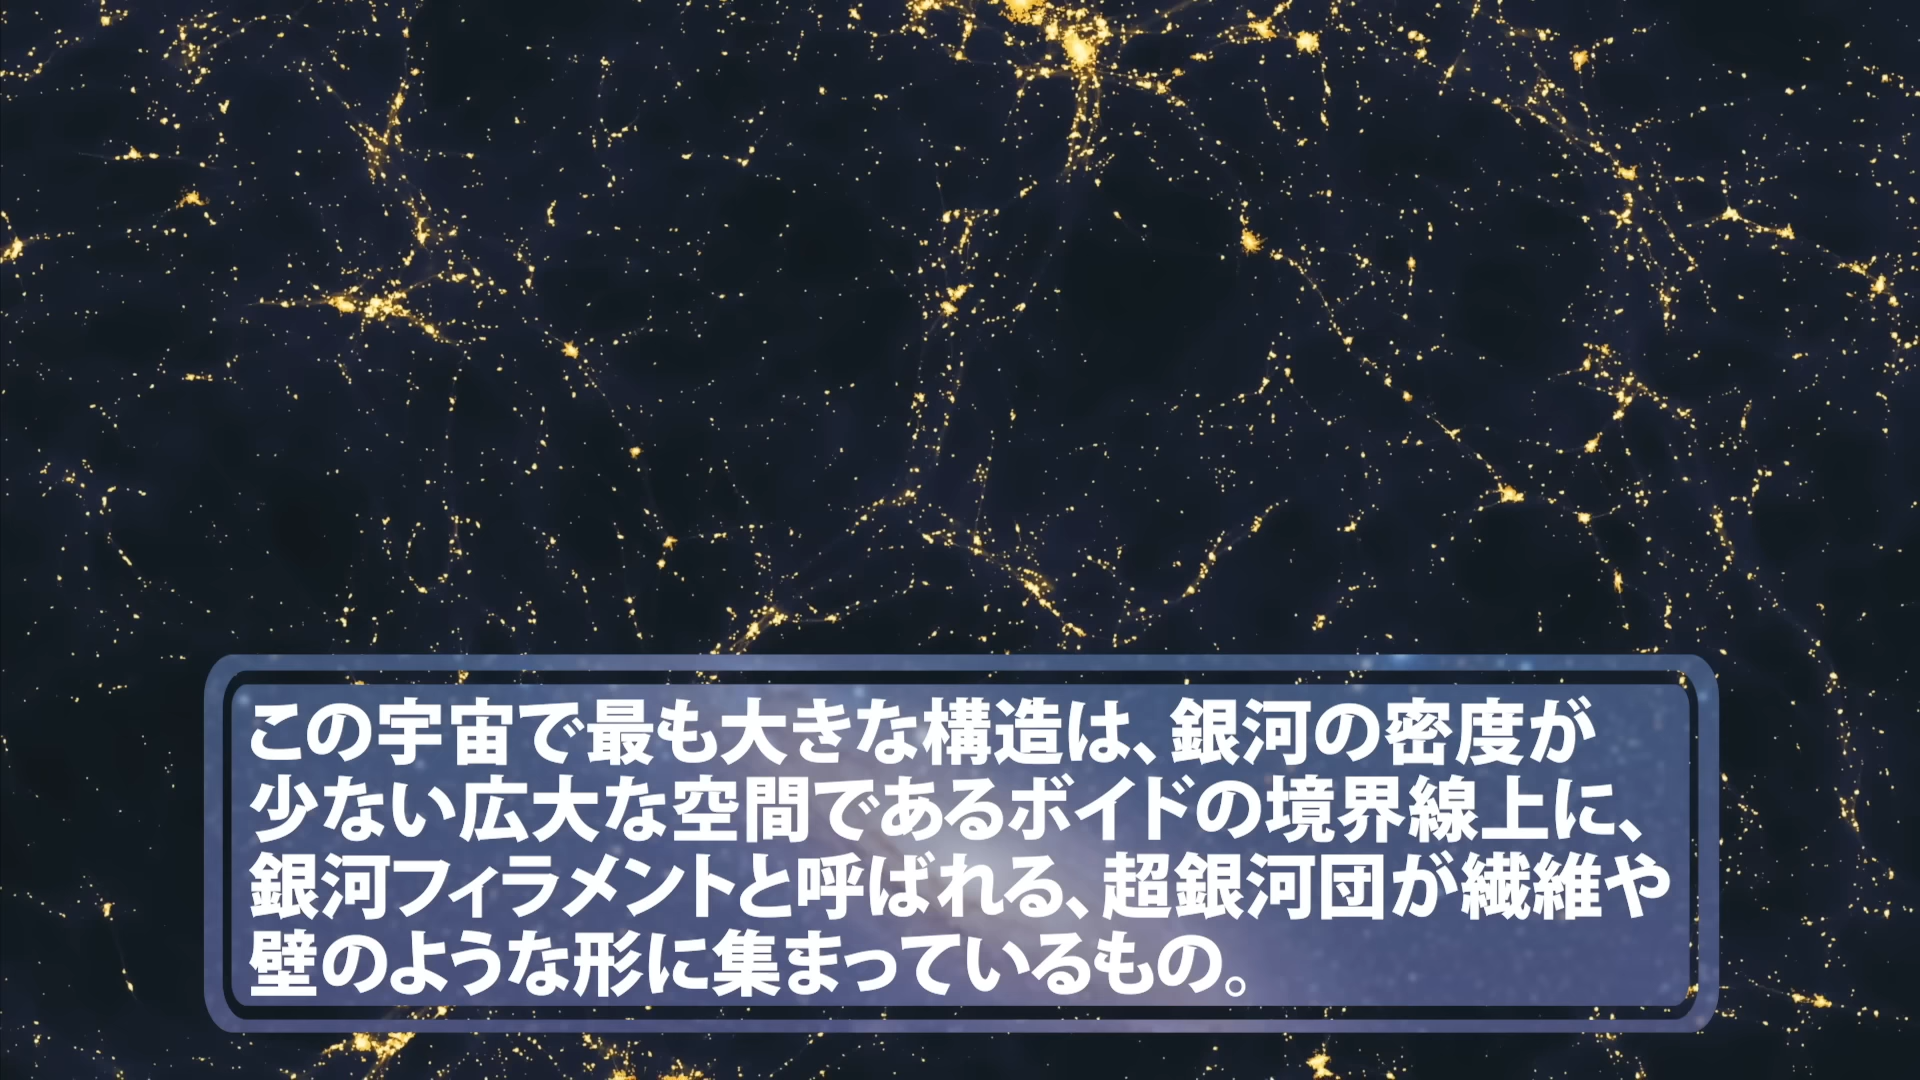 この宇宙で最も大きな構造は、銀河の密度が
少ない広大な空間であるボイドの境界線上に、
銀河フィラメントと呼ばれる、超銀河団が繊維や
壁のような形に集まっているもの。